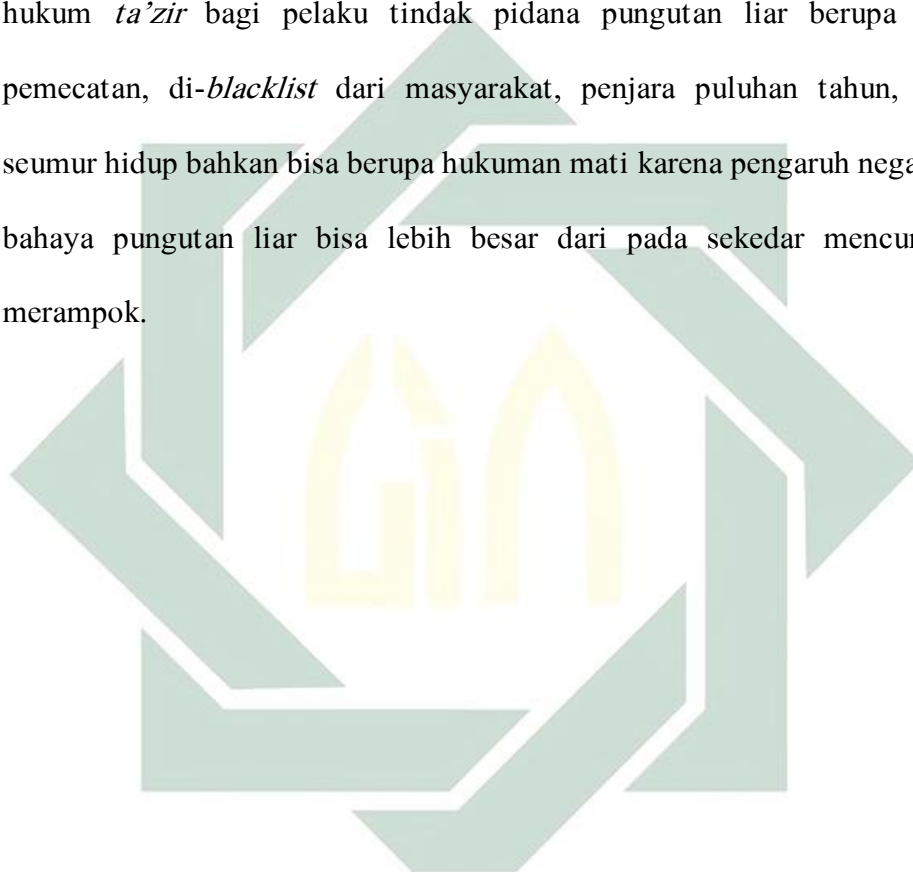 hukum ta’zir bagi pelaku tindak pidana pungutan liar berupa
pemecatan, di-blacklist dari masyarakat, penjara puluhan tahun,
seumur hidup bahkan bisa berupa hukuman mati karena pengaruh nega
bahaya pungutan liar bisa lebih besar dari pada sekedar mencu
merampok.